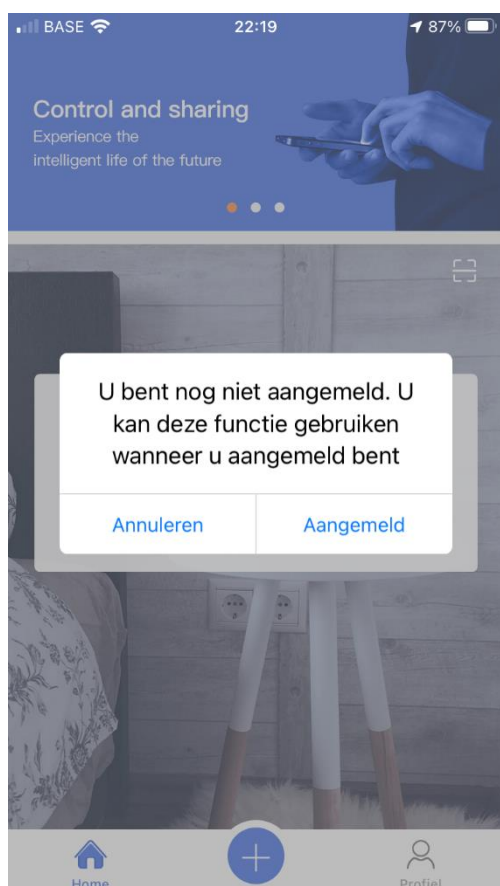 BASE 22:19 87%
Control and sharing
Experience the
intelligent life of the future
U bent nog niet aangemeld. U
kan deze functie gebruiken
wanneer u aangemeld bent
Annuleren Aangemeld
Home Profiel